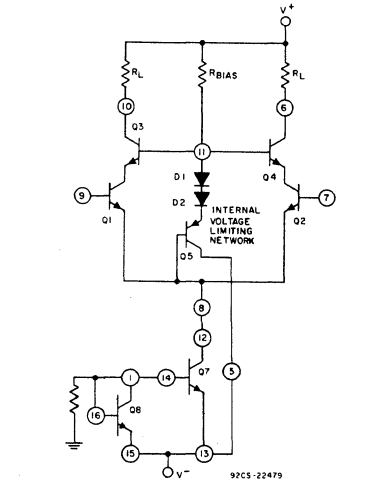 V+
RL
RBIAS
RL
10
6
Q3
11
Q4
D1
9
7
D2
Q1
INTERNAL
VOLTAGE
LIMITING
NETWORK
Q2
Q5
8
12
5
Q7
1
14
16
Q8
15
13
V-
92CS-22479